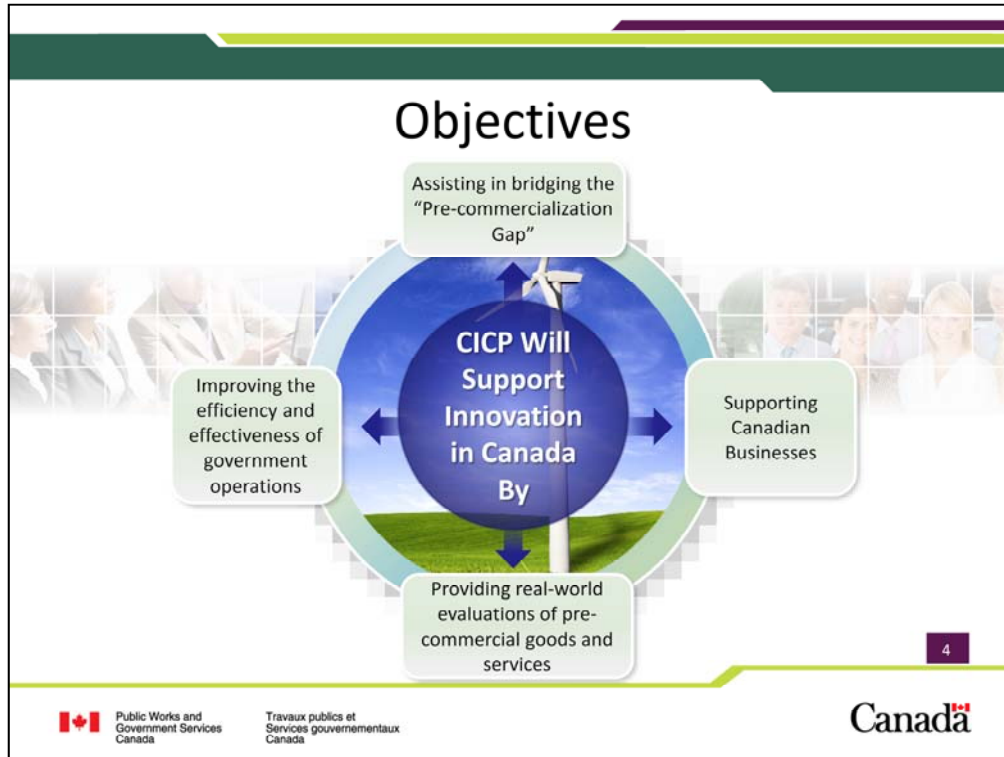 Objectives
Assisting in bridging the
“Pre-commercialization
Gap”
CICP Will
Support
Innovation
in Canada
By
Improving the
efficiency and
effectiveness of
government
operations
Supporting
Canadian
Businesses
Providing real-world
evaluations of pre-
commercial goods and
services
4
Public Works and
Government Services
Canada
Travaux publics et
Services gouvernementaux
Canada
Canada